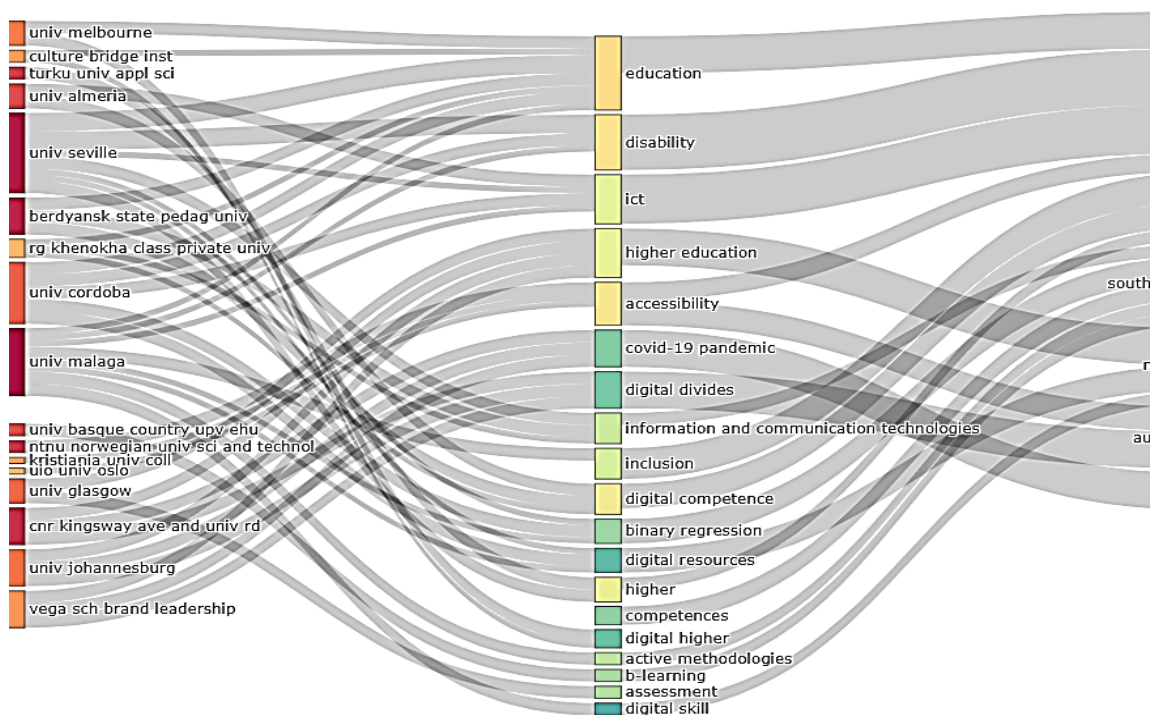 univ melbourne
culture bridge inst
turku univ appl sci
univ almeria
univ seville
berdyansk state pedag univ
rg khenokha class private univ
univ cordoba
univ malaga
univ basque country upv ehu
ntnu norwegian univ sci and technol
kristiania univ coll
uio univ oslo
univ glasgow
cnr kingsway ave and univ rd
univ johannesburg
vega sch brand leadership
education
disability
ict
higher education
accessibility
covid-19 pandemic
digital divides
information and communication technologies
inclusion
digital competence
binary regression
digital resources
higher
competences
digital higher
active methodologies
b-learning
assessment
digital skill
south
au